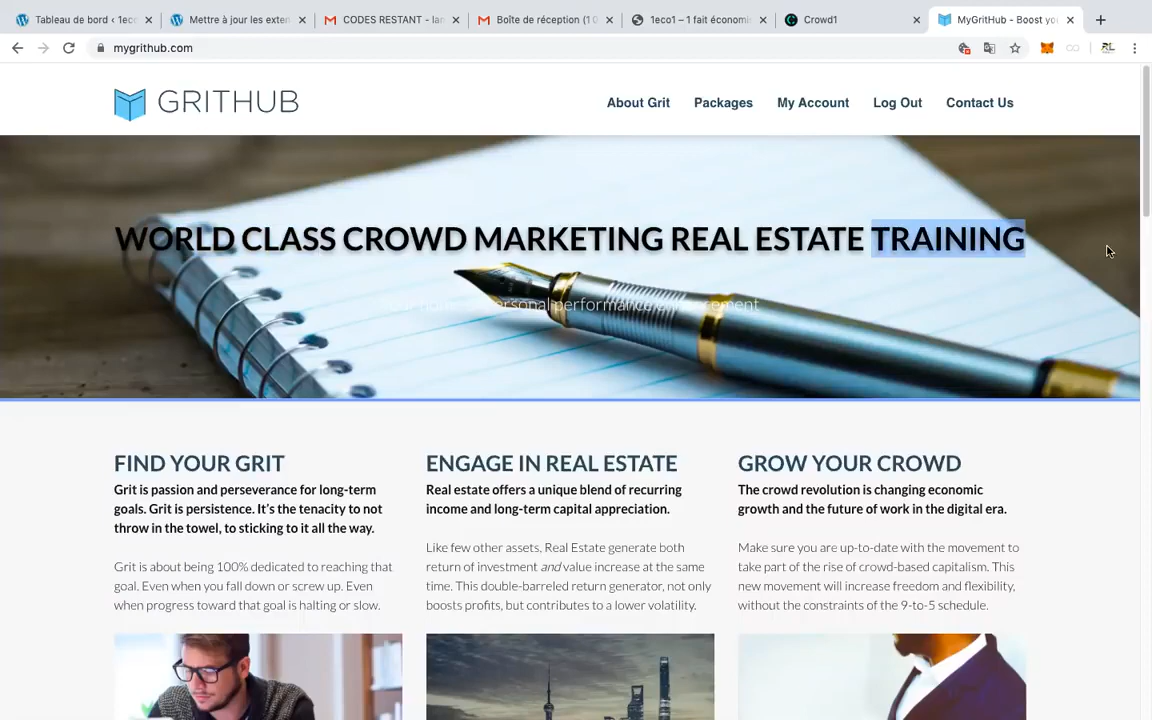 Tableau de bord ‹ 1ec
Mettre à jour les exten
CODES RESTANT - lan
Boîte de réception (1 0
1eco1 – 1 fait économi
Crowd1
MyGritHub - Boost yo
mygrithub.com
GRITHUB
About Grit
Packages
My Account
Log Out
Contact Us
WORLD CLASS CROWD MARKETING REAL ESTATE TRAINING
personal performance
FIND YOUR GRIT
Grit is passion and perseverance for long-term
goals. Grit is persistence. It's the tenacity to not
throw in the towel, to sticking to it all the way.
Grit is about being 100% dedicated to reaching that
goal. Even when you fall down or screw up. Even
when progress toward that goal is halting or slow.
ENGAGE IN REAL ESTATE
Real estate offers a unique blend of recurring
income and long-term capital appreciation.
Like few other assets, Real Estate generate both
return of investment and value increase at the same
time. This double-barreled return generator, not only
boosts profits, but contributes to a lower volatility.
GROW YOUR CROWD
The crowd revolution is changing economic
growth and the future of work in the digital era.
Make sure you are up-to-date with the movement to
take part of the rise of crowd-based capitalism. This
new movement will increase freedom and flexibility,
without the constraints of the 9-to-5 schedule.